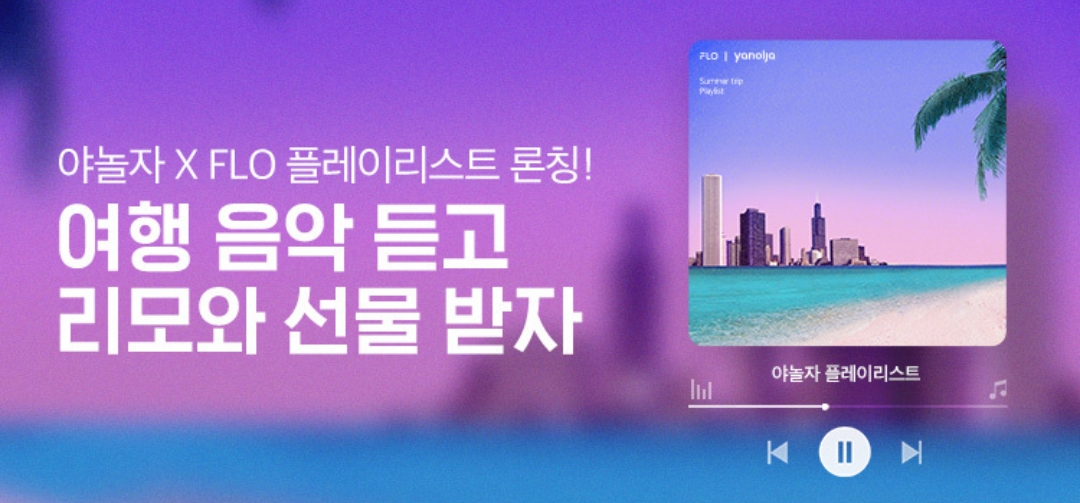 야놀자 X FLO 플레이리스트 론칭!
여행 음악 듣고
리모와 선물 받자
FLO | yanolja
Summer trip
Playlist
야놀자 플레이리스트